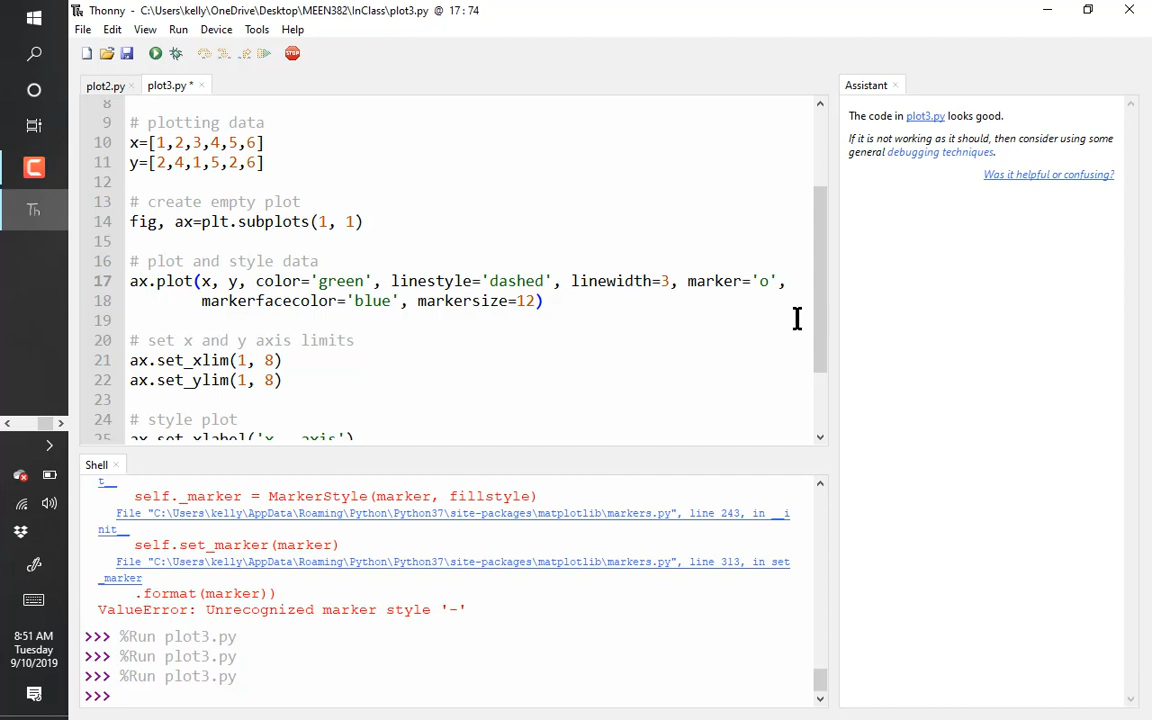 Thonny - C:\Users\kelly\OneDrive\Desktop\MEEN382\InClass\plot3.py @ 17 : 74
File Edit View Run Device Tools Help
STOP
plot2.py × plot3.py * ×
8
9 # plotting data
10 x=[1,2,3,4,5,6]
11 y=[2,4,1,5,2,6]
12
13 # create empty plot
14 fig, ax=plt.subplots(1, 1)
15
16 # plot and style data
17 ax.plot(x, y, color='green', linestyle='dashed', linewidth=3, marker='o',
18 markerfacecolor='blue', markersize=12)
19
20 # set x and y axis limits
21 ax.set_xlim(1, 8)
22 ax.set_ylim(1, 8)
23
24 # style plot
25 ax.set_xlabel('x - axis')
Assistant ×
The code in plot3.py looks good.
If it is not working as it should, then consider using some
general debugging techniques.
Was it helpful or confusing?
Shell ×
t__
self._marker = MarkerStyle(marker, fillstyle)
File "C:\Users\kelly\AppData\Roaming\Python\Python37\site-packages\matplotlib\markers.py", line 243, in __i
nit__
self.set_marker(marker)
File "C:\Users\kelly\AppData\Roaming\Python\Python37\site-packages\matplotlib\markers.py", line 313, in set
_marker
.format(marker))
ValueError: Unrecognized marker style '-'
>>> %Run plot3.py
>>> %Run plot3.py
>>> %Run plot3.py
>>>
Th
8:51 AM
Tuesday
9/10/2019